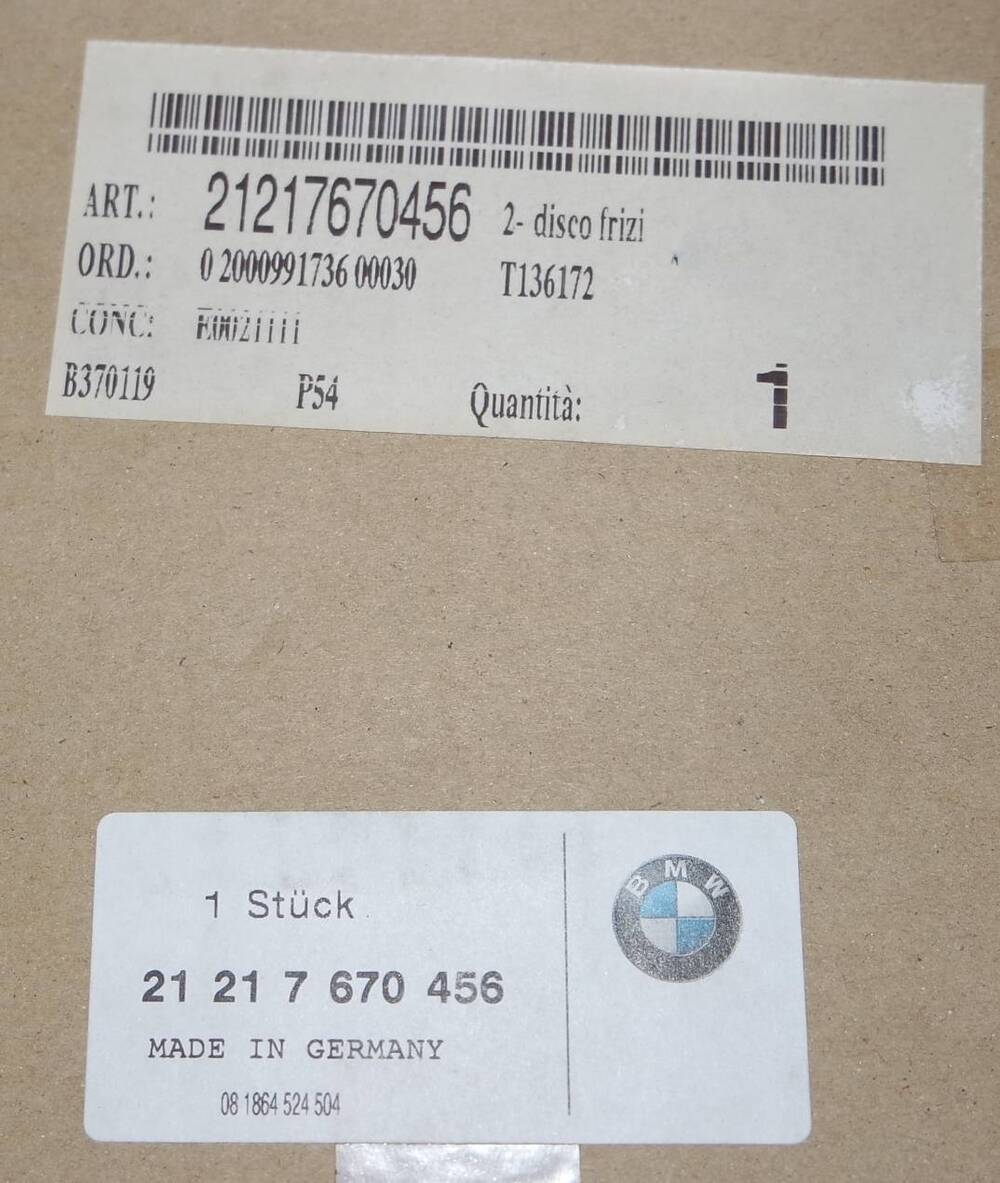 ART.: 21217670456 2- disco frizi
ORD.: 0 2000991736 00030 T136172
CONC: E0021111
B370119 P54 Quantità: 1
1 Stück
21 21 7 670 456
MADE IN GERMANY
08 1864 524 504
BMW